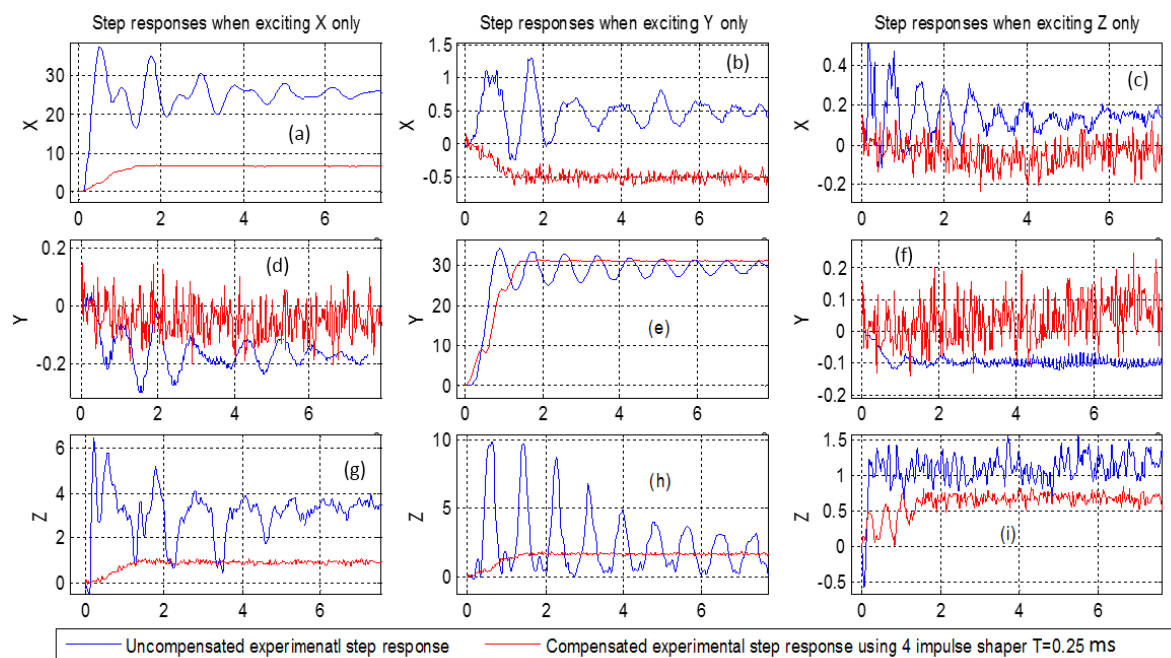 Step responses when exciting X only
Step responses when exciting Y only
Step responses when exciting Z only
X
30
20
10
0
(a)
0 2 4 6
X
1.5
1
0.5
0
-0.5
(b)
0 2 4 6
X
0.4
0.2
0
-0.2
(c)
0 2 4 6
Y
0.2
0
-0.2
(d)
0 2 4 6
Y
30
20
10
0
(e)
0 2 4 6
Y
0.2
0.1
0
-0.1
-0.2
(f)
0 2 4 6
Z
6
4
2
0
(g)
0 2 4 6
Z
10
5
0
(h)
0 2 4 6
Z
1.5
1
0.5
0
-0.5
(i)
0 2 4 6
Uncompensated experimenatl step response
Compensated experimental step response using 4 impulse shaper T=0.25 ms